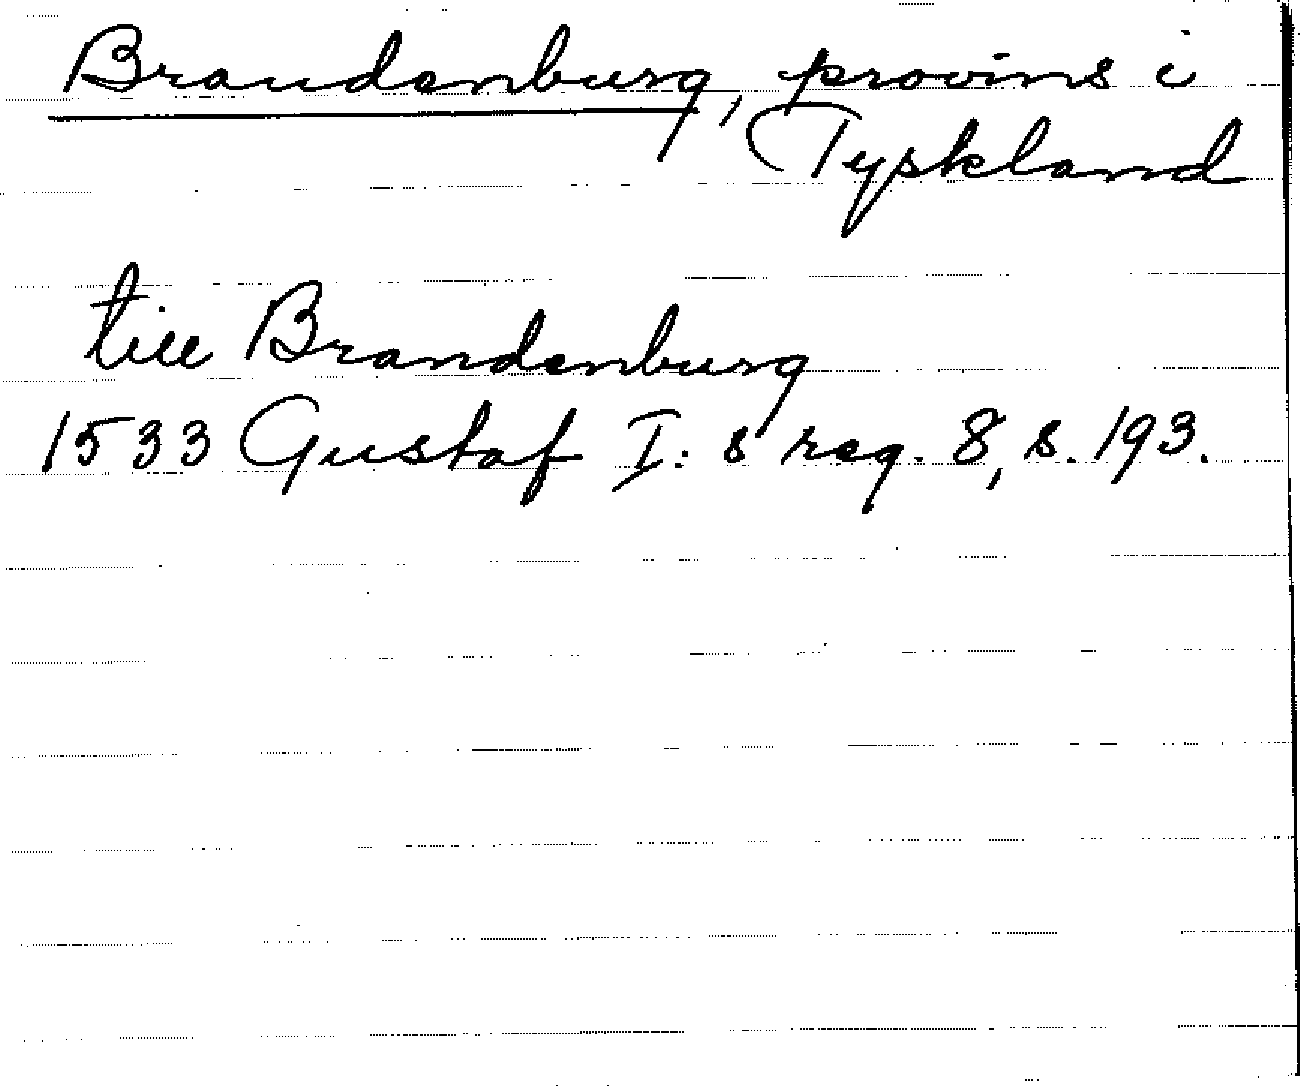 Brandenburg, provins i
Tyskland
till Brandenburg
1533 Gustaf I:s reg. 8, s. 193.